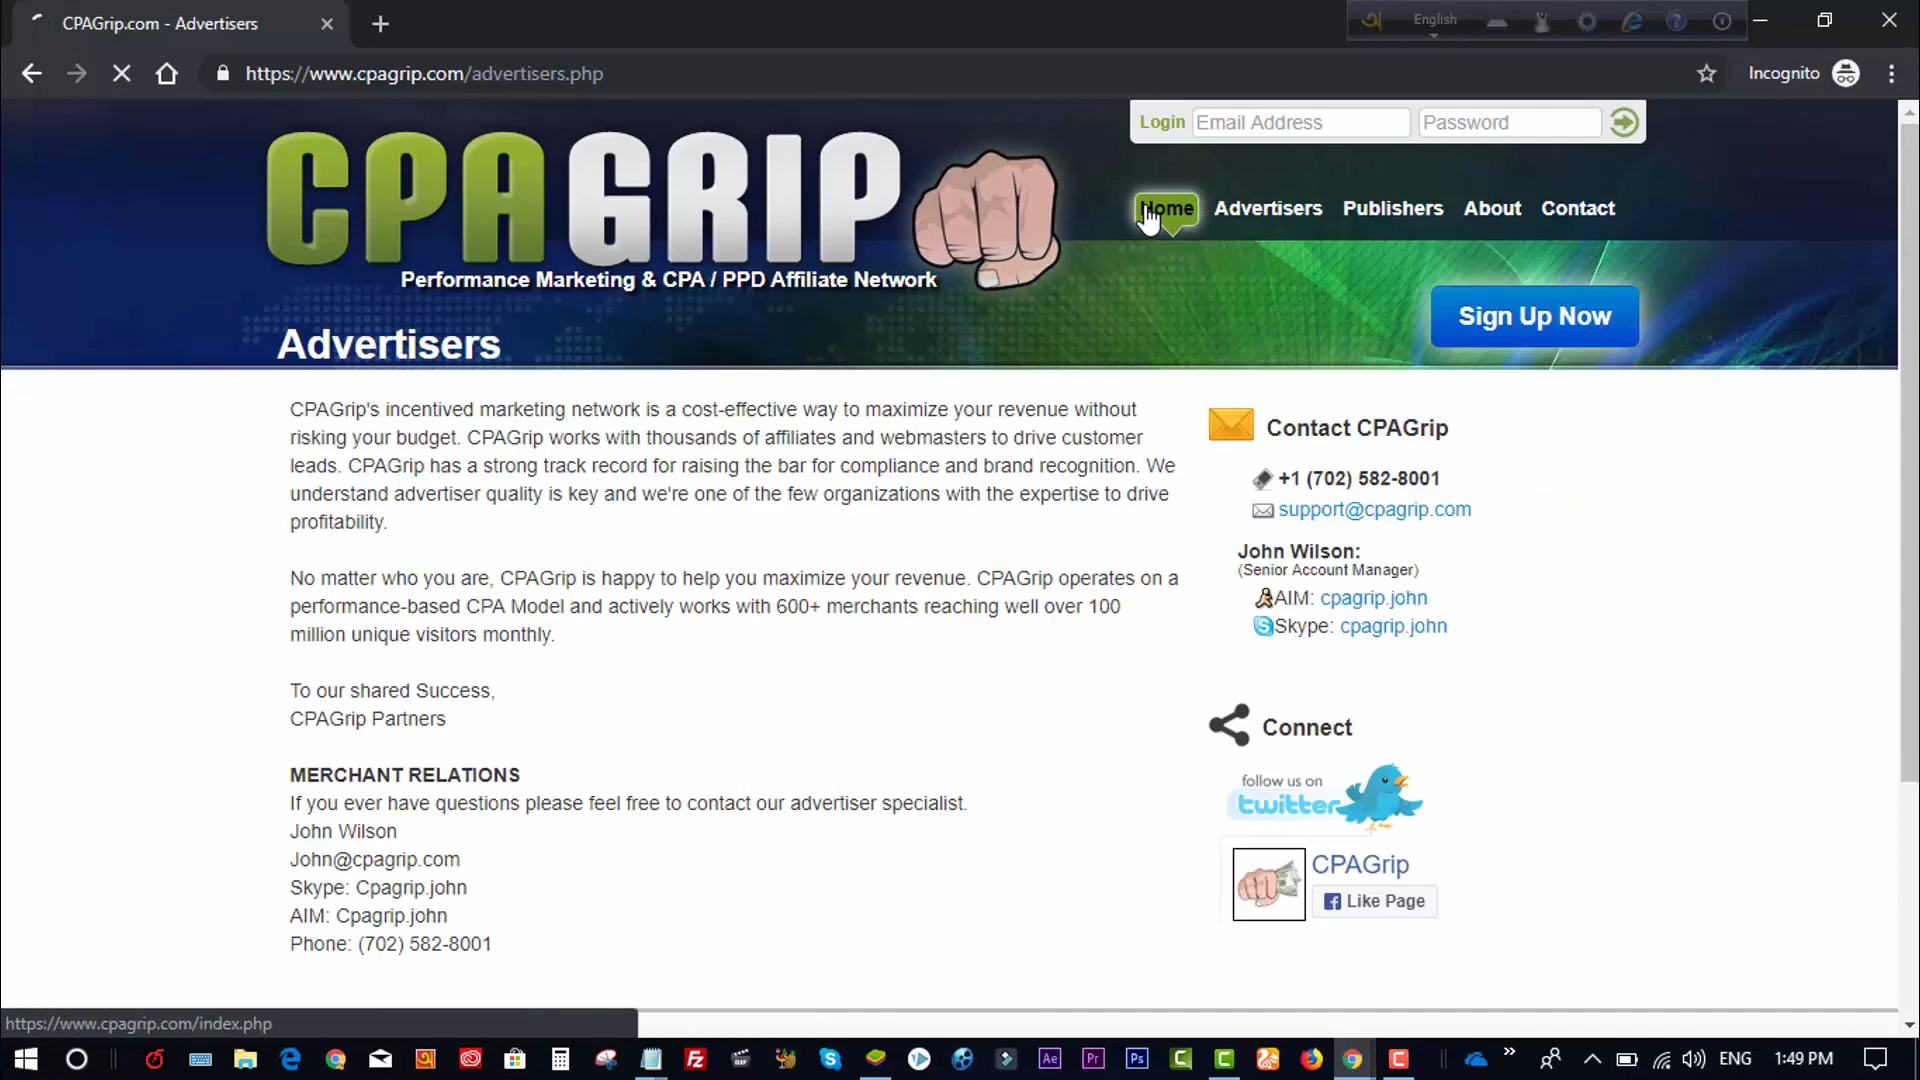 CPAGrip.com - Advertisers
English
https://www.cpagrip.com/advertisers.php
Incognito
Login Email Address Password
CPAGRIP
Performance Marketing & CPA / PPD Affiliate Network
Home Advertisers Publishers About Contact
Sign Up Now
Advertisers
CPAGrip's incentived marketing network is a cost-effective way to maximize your revenue without
risking your budget. CPAGrip works with thousands of affiliates and webmasters to drive customer
leads. CPAGrip has a strong track record for raising the bar for compliance and brand recognition. We
understand advertiser quality is key and we're one of the few organizations with the expertise to drive
profitability.
No matter who you are, CPAGrip is happy to help you maximize your revenue. CPAGrip operates on a
performance-based CPA Model and actively works with 600+ merchants reaching well over 100
million unique visitors monthly.
To our shared Success,
CPAGrip Partners
MERCHANT RELATIONS
If you ever have questions please feel free to contact our advertiser specialist.
John Wilson
John@cpagrip.com
Skype: Cpagrip.john
AIM: Cpagrip.john
Phone: (702) 582-8001
Contact CPAGrip
+1 (702) 582-8001
support@cpagrip.com
John Wilson:
(Senior Account Manager)
AIM: cpagrip.john
Skype: cpagrip.john
Connect
follow us on
twitter
CPAGrip
Like Page
https://www.cpagrip.com/index.php
Ae Pr Ps
ENG 1:49 PM